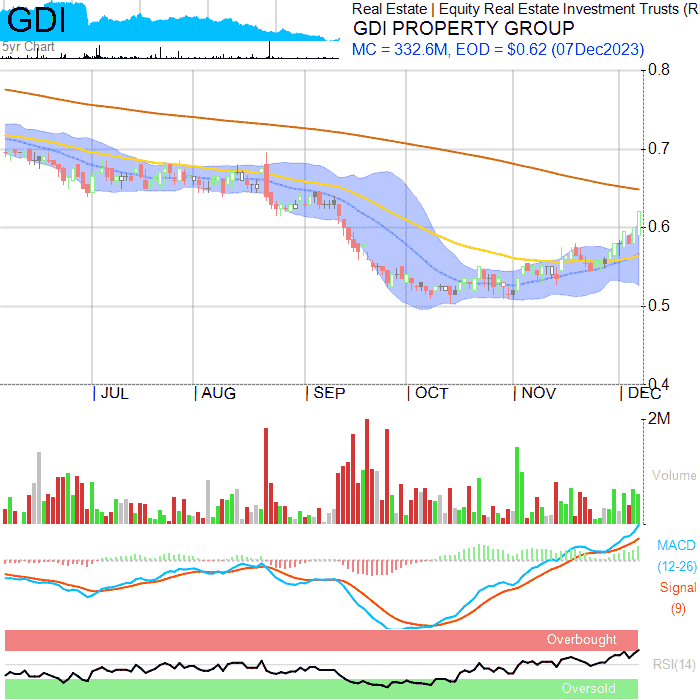 GDI
5yr Chart
Real Estate | Equity Real Estate Investment Trusts (R
GDI PROPERTY GROUP
MC = 332.6M, EOD = $0.62 (07Dec2023)
0.8
0.7
0.6
0.5
0.4
JUL AUG SEP OCT NOV DEC
2M
Volume
MACD
(12-26)
Signal
(9)
Overbought
RSI(14)
Oversold